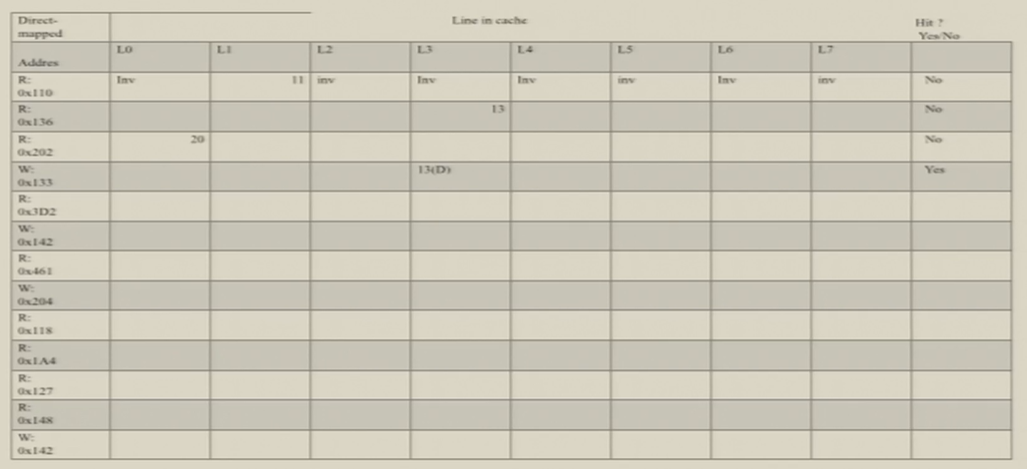 Direct-
mapped
Line in cache
Hit ?
Yes/No
Addres
L0 L1 L2 L3 L4 L5 L6 L7
R:
0x110
Inv 11 inv Inv Inv inv Inv inv No
R:
0x136
13 No
R:
0x202
20 No
W:
0x133
13(D) Yes
R:
0x3D2
W:
0x142
R:
0x461
W:
0x204
R:
0x118
R:
0x1A4
R:
0x127
R:
0x148
W:
0x142